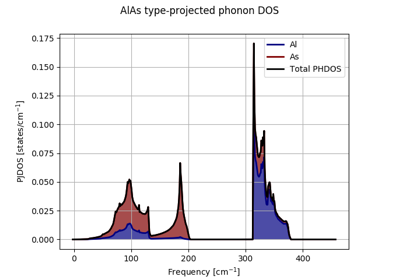 AlAs type-projected phonon DOS
Al
As
Total PHDOS
0.175
0.150
0.125
0.100
0.075
0.050
0.025
0.000
PJDOS [states/cm⁻¹]
0 100 200 300 400
Frequency [cm⁻¹]